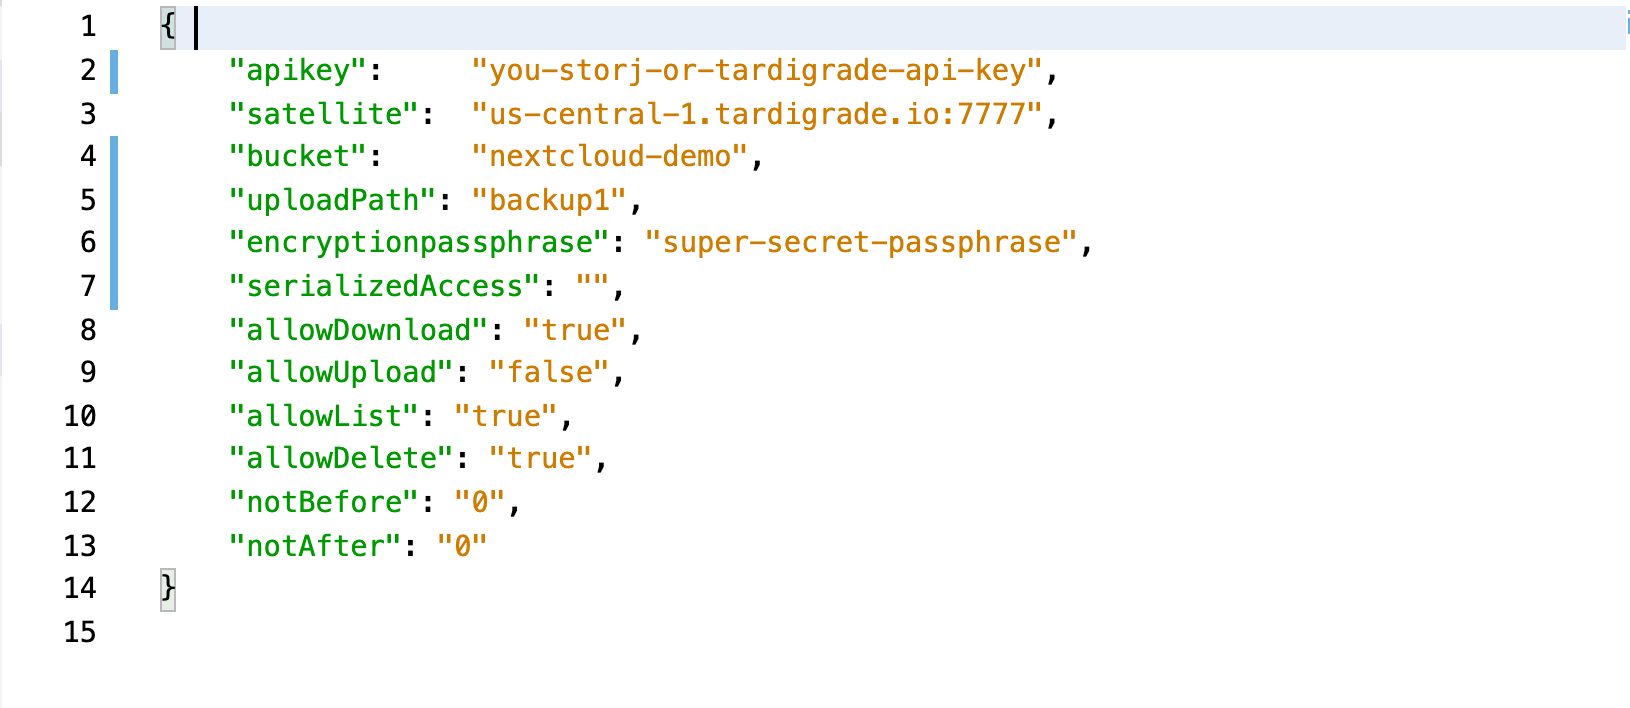 1 {
2 "apikey":     "you-storj-or-tardigrade-api-key",
3 "satellite":  "us-central-1.tardigrade.io:7777",
4 "bucket":     "nextcloud-demo",
5 "uploadPath": "backup1",
6 "encryptionpassphrase": "super-secret-passphrase",
7 "serializedAccess": "",
8 "allowDownload": "true",
9 "allowUpload": "false",
10 "allowList": "true",
11 "allowDelete": "true",
12 "notBefore": "0",
13 "notAfter": "0"
14 }
15